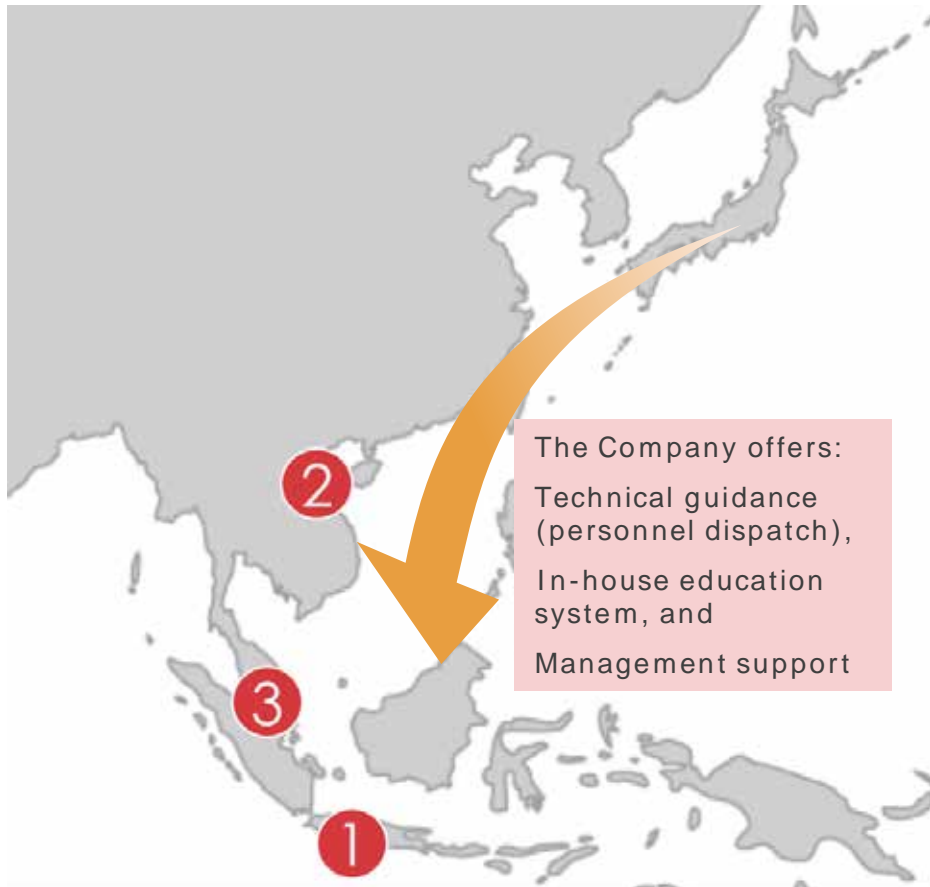 The Company offers:
Technical guidance
(personnel dispatch),
In-house education
system, and
Management support
2
3
1